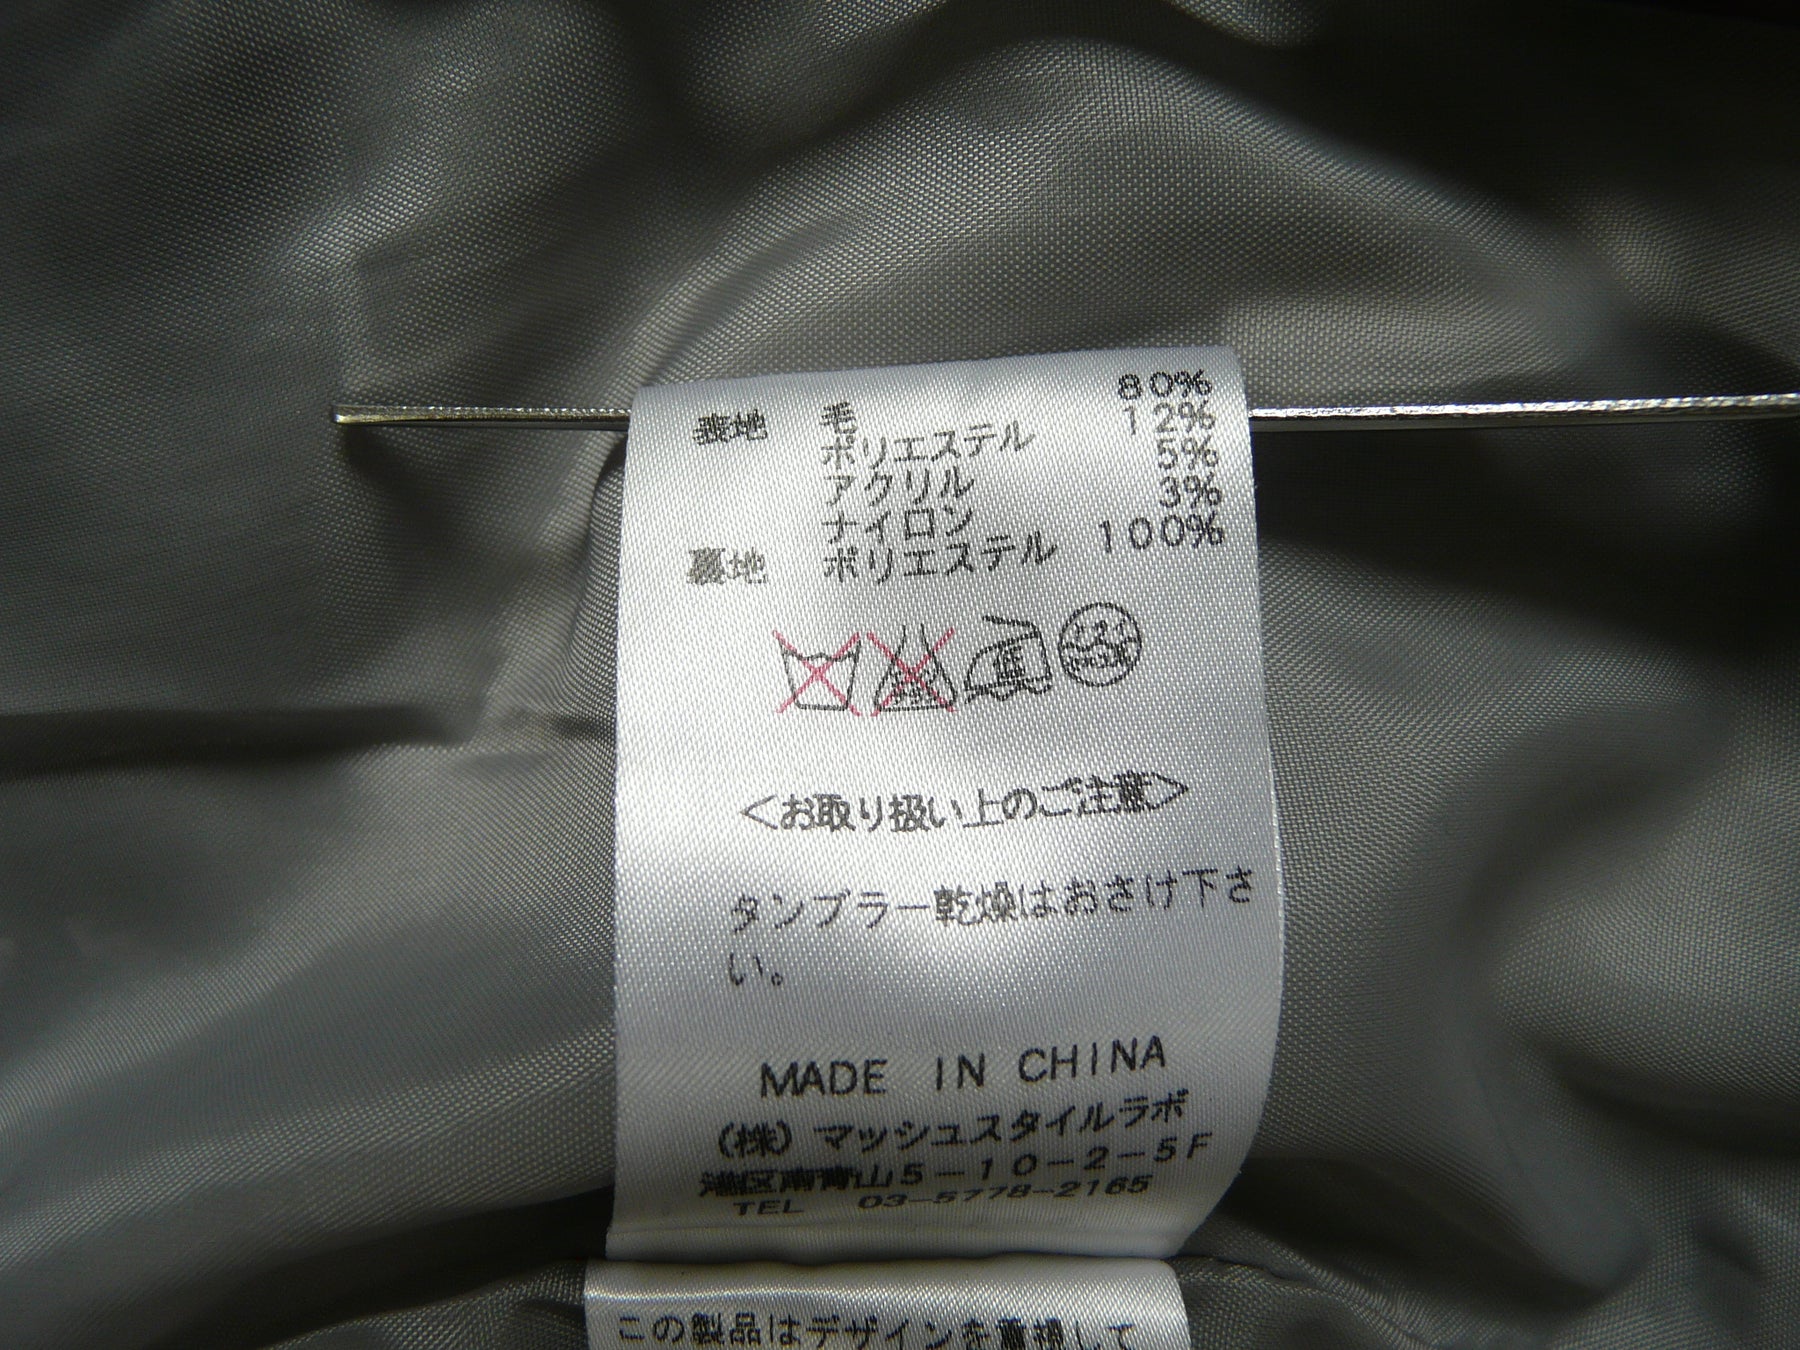 表地 毛 80%
ポリエステル 12%
アクリル 5%
ナイロン 3%
裏地 ポリエステル 100%
<お取り扱い上のご注意>
タンブラー乾燥はおさけ下さ
い。
MADE IN CHINA
(株)マッシュスタイルラボ
港区南青山5-10-2-5F
TEL 03-5778-2165
この製品はデザインを重視して